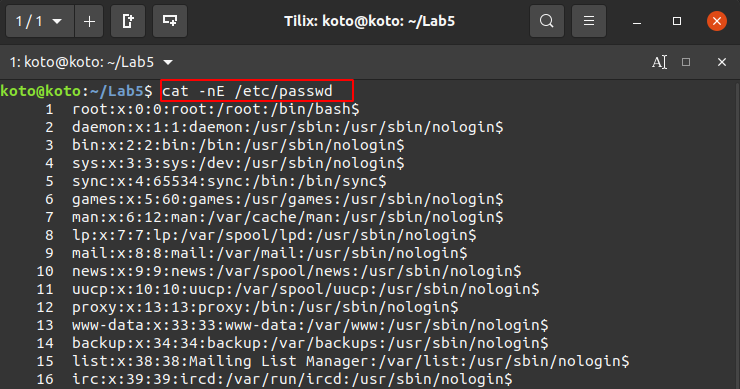 1 / 1
Tilix: koto@koto: ~/Lab5
1: koto@koto: ~/Lab5
koto@koto:~/Lab5$ cat -nE /etc/passwd
     1  root:x:0:0:root:/root:/bin/bash$
     2  daemon:x:1:1:daemon:/usr/sbin:/usr/sbin/nologin$
     3  bin:x:2:2:bin:/bin:/usr/sbin/nologin$
     4  sys:x:3:3:sys:/dev:/usr/sbin/nologin$
     5  sync:x:4:65534:sync:/bin:/bin/sync$
     6  games:x:5:60:games:/usr/games:/usr/sbin/nologin$
     7  man:x:6:12:man:/var/cache/man:/usr/sbin/nologin$
     8  lp:x:7:7:lp:/var/spool/lpd:/usr/sbin/nologin$
     9  mail:x:8:8:mail:/var/mail:/usr/sbin/nologin$
    10  news:x:9:9:news:/var/spool/news:/usr/sbin/nologin$
    11  uucp:x:10:10:uucp:/var/spool/uucp:/usr/sbin/nologin$
    12  proxy:x:13:13:proxy:/bin:/usr/sbin/nologin$
    13  www-data:x:33:33:www-data:/var/www:/usr/sbin/nologin$
    14  backup:x:34:34:backup:/var/backups:/usr/sbin/nologin$
    15  list:x:38:38:Mailing List Manager:/var/list:/usr/sbin/nologin$
    16  irc:x:39:39:ircd:/var/run/ircd:/usr/sbin/nologin$